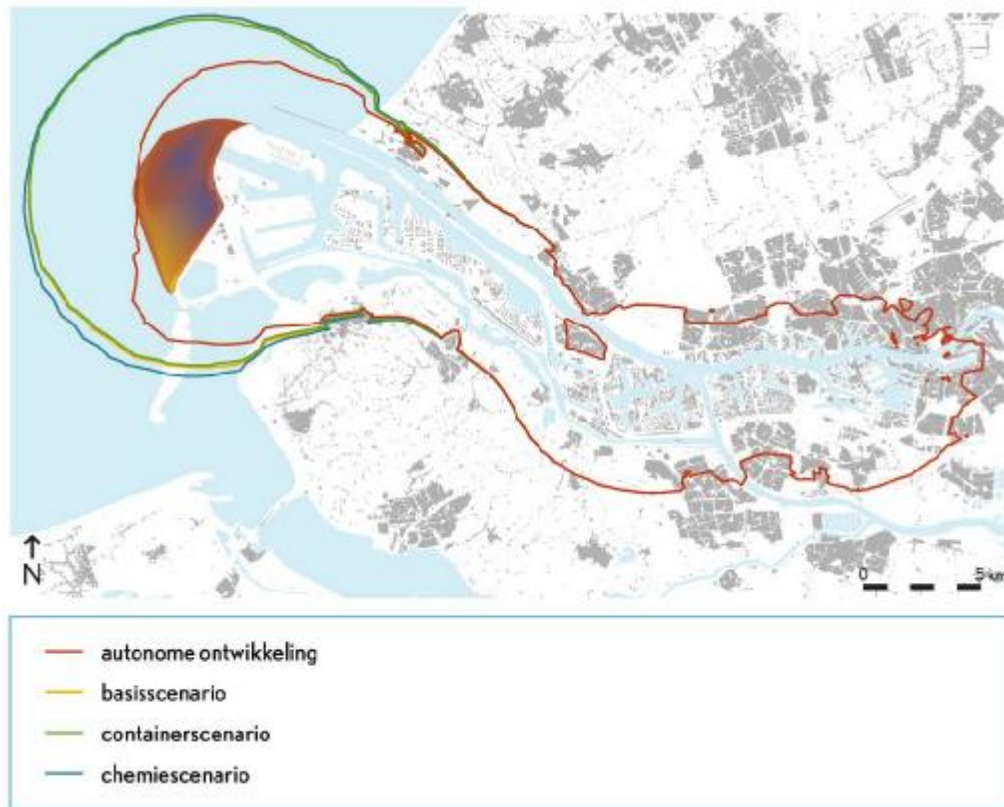 N
0 5 km
autonome ontwikkeling
basisscenario
containerscenario
chemiescenario